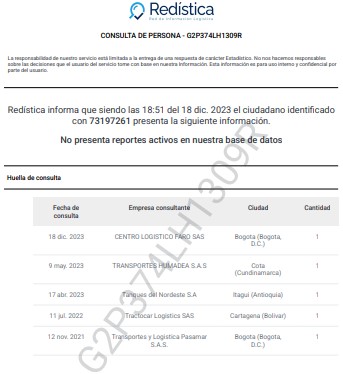 Redística
Red de Información Logística
CONSULTA DE PERSONA - G2P374LH1309R
La responsabilidad de nuestro servicio está limitada a la entrega de una respuesta de carácter Estadístico. No nos hacemos responsables
sobre las decisiones que el usuario del servicio tome con base en nuestra información. Esta información es para uso interno y confidencial por
parte del usuario.
Redística informa que siendo las 18:51 del 18 dic. 2023 el ciudadano identificado
con 73197261 presenta la siguiente información.
No presenta reportes activos en nuestra base de datos
Huella de consulta
Fecha de consulta Empresa consultante Ciudad Cantidad
18 dic. 2023 CENTRO LOGISTICO FARO SAS Bogota (Bogota, D.C.) 1
9 may. 2023 TRANSPORTES HUMADEA S.A.S Cota (Cundinamarca) 1
17 abr. 2023 Tanques del Nordeste S.A Itagui (Antioquia) 1
11 jul. 2022 Tractocar Logistics SAS Cartagena (Bolivar) 1
12 nov. 2021 Transportes y Logistica Pasamar S.A.S. Bogota (Bogota, D.C.) 1
G2P374LH1309R